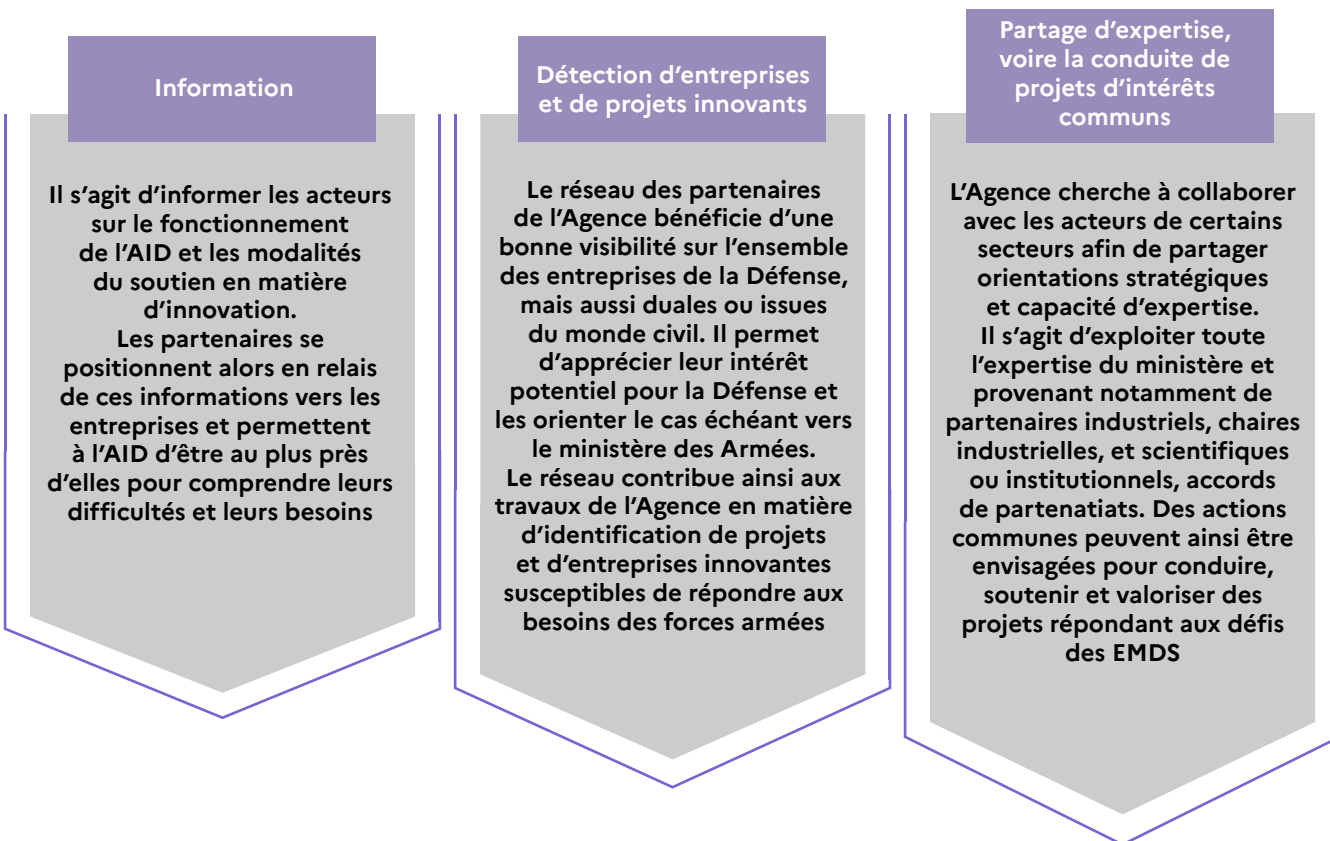 Information
Il s’agit d’informer les acteurs
sur le fonctionnement
de l’AID et les modalités
du soutien en matière
d’innovation.
Les partenaires se
positionnent alors en relais
de ces informations vers les
entreprises et permettent
à l’AID d’être au plus près
d’elles pour comprendre leurs
difficultés et leurs besoins
Détection d’entreprises
et de projets innovants
Le réseau des partenaires
de l’Agence bénéficie d’une
bonne visibilité sur l’ensemble
des entreprises de la Défense,
mais aussi duales ou issues
du monde civil. Il permet
d’apprécier leur intérêt
potentiel pour la Défense et
les orienter le cas échéant vers
le ministère des Armées.
Le réseau contribue ainsi aux
travaux de l’Agence en matière
d’identification de projets
et d’entreprises innovantes
susceptibles de répondre aux
besoins des forces armées
Partage d’expertise,
voire la conduite de
projets d’intérêts
communs
L’Agence cherche à collaborer
avec les acteurs de certains
secteurs afin de partager
orientations stratégiques
et capacité d’expertise.
Il s’agit d’exploiter toute
l’expertise du ministère et
provenant notamment de
partenaires industriels, chaires
industrielles, et scientifiques
ou institutionnels, accords
de partenatiats. Des actions
communes peuvent ainsi être
envisagées pour conduire,
soutenir et valoriser des
projets répondant aux défis
des EMDS